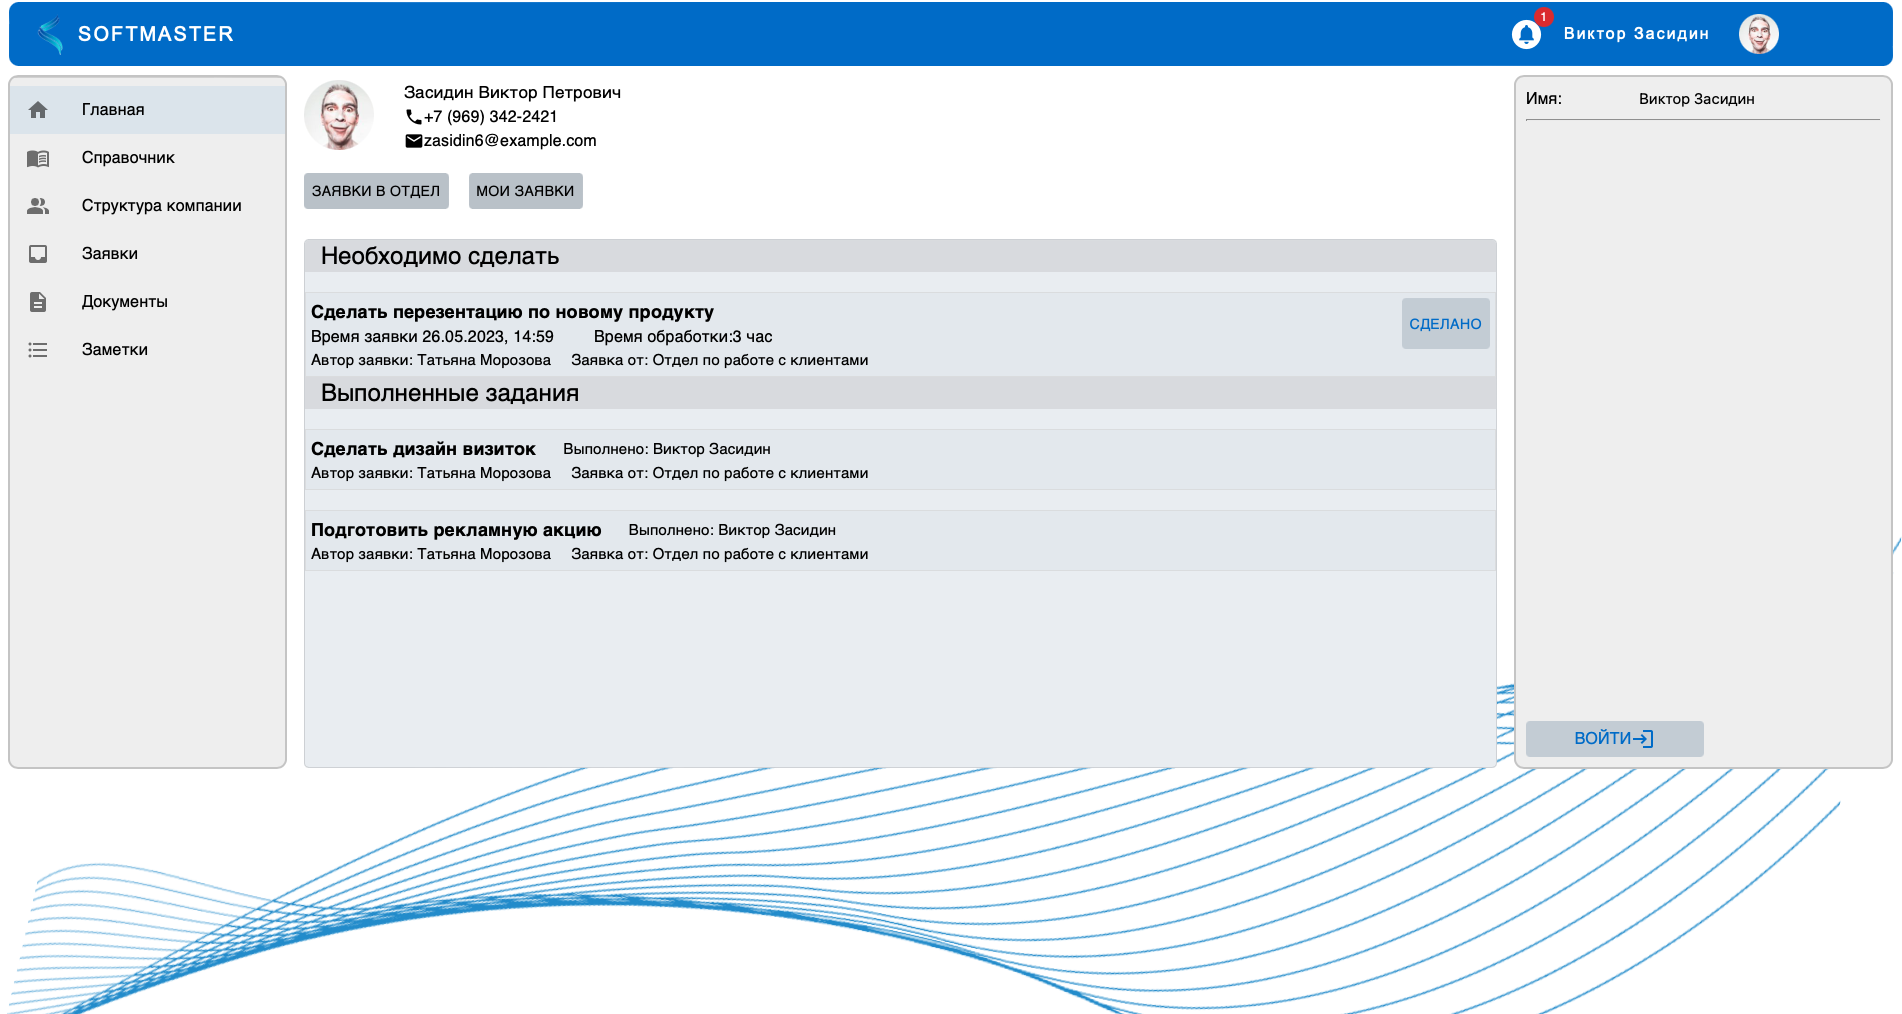 SOFTMASTER
1
Виктор Засидин
Главная
Справочник
Структура компании
Заявки
Документы
Заметки
Засидин Виктор Петрович
+7 (969) 342-2421
zasidin6@example.com
ЗАЯВКИ В ОТДЕЛ
МОИ ЗАЯВКИ
Необходимо сделать
Сделать перезентацию по новому продукту
Время заявки 26.05.2023, 14:59 Время обработки:3 час
Автор заявки: Татьяна Морозова Заявка от: Отдел по работе с клиентами
СДЕЛАНО
Выполненные задания
Сделать дизайн визиток Выполнено: Виктор Засидин
Автор заявки: Татьяна Морозова Заявка от: Отдел по работе с клиентами
Подготовить рекламную акцию Выполнено: Виктор Засидин
Автор заявки: Татьяна Морозова Заявка от: Отдел по работе с клиентами
Имя: Виктор Засидин
ВОЙТИ